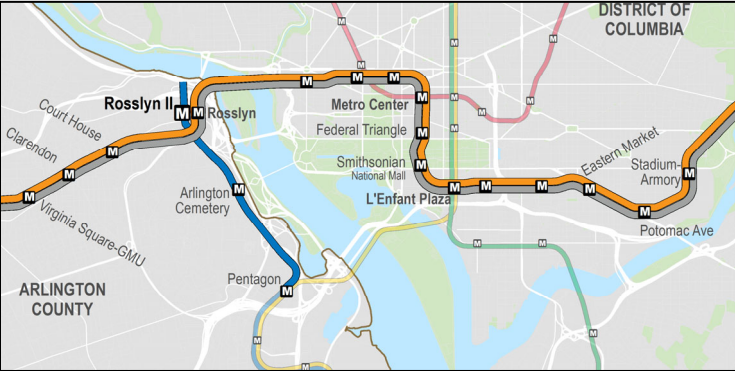 DISTRICT OF
COLUMBIA
Rosslyn II
M
Rosslyn
Court House
Clarendon
Virginia Square-GMU
Metro Center
Federal Triangle
Smithsonian
National Mall
L'Enfant Plaza
Eastern Market
Stadium-
Armory
Potomac Ave
Arlington
Cemetery
Pentagon
ARLINGTON
COUNTY